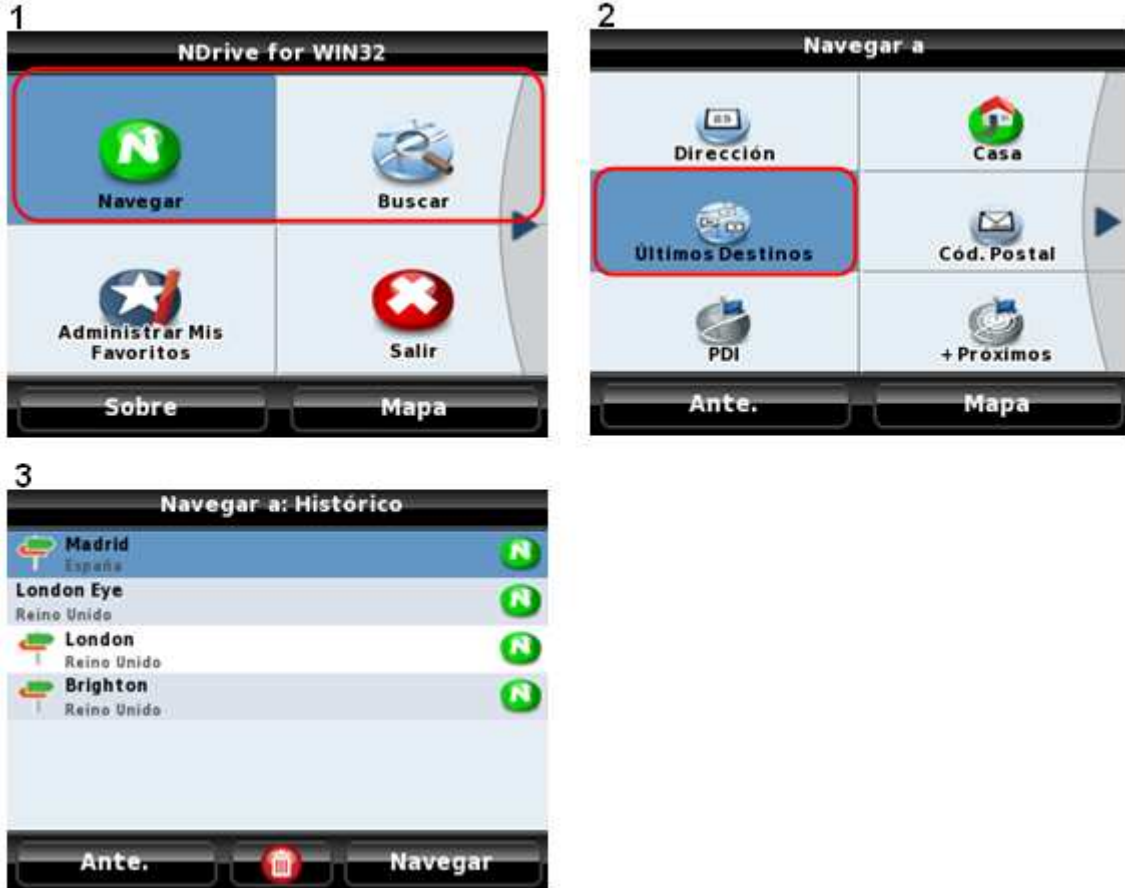 1
NDrive for WIN32
Navegar
Buscar
Administrar Mis
Favoritos
Salir
Sobre
Mapa
2
Navegar a
Dirección
Casa
Últimos Destinos
Cód. Postal
PDI
+ Próximos
Ante.
Mapa
3
Navegar a: Histórico
Madrid
España
London Eye
Reino Unido
London
Reino Unido
Brighton
Reino Unido
Ante.
Navegar